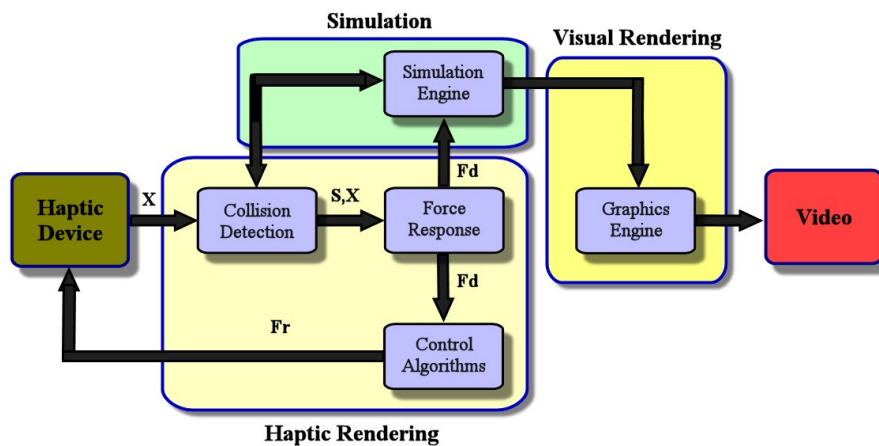 Simulation
Visual Rendering
Simulation
Engine
Fd
X
S,X
Haptic
Device
Collision
Detection
Force
Response
Graphics
Engine
Video
Fd
Fr
Control
Algorithms
Haptic Rendering